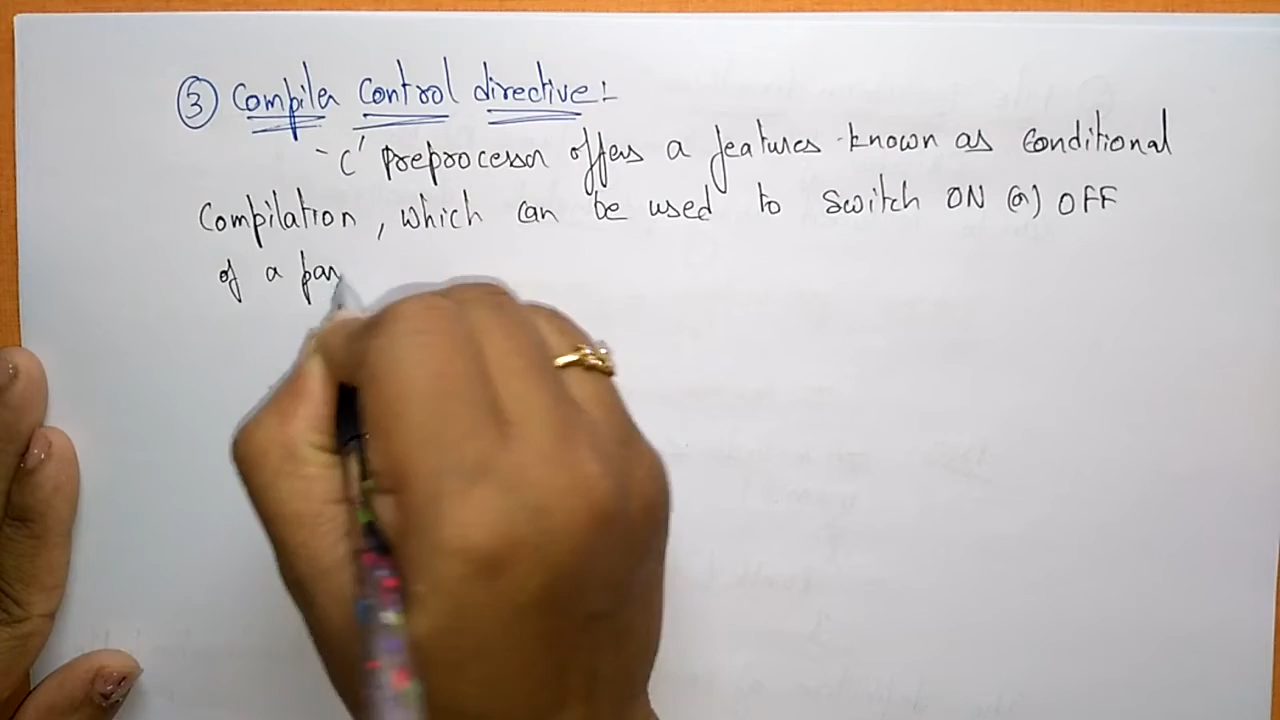 ③ Compiler Control directive:-
- 'C' preprocessor offers a features known as Conditional
Compilation, which can be used to switch ON (or) OFF
of a par